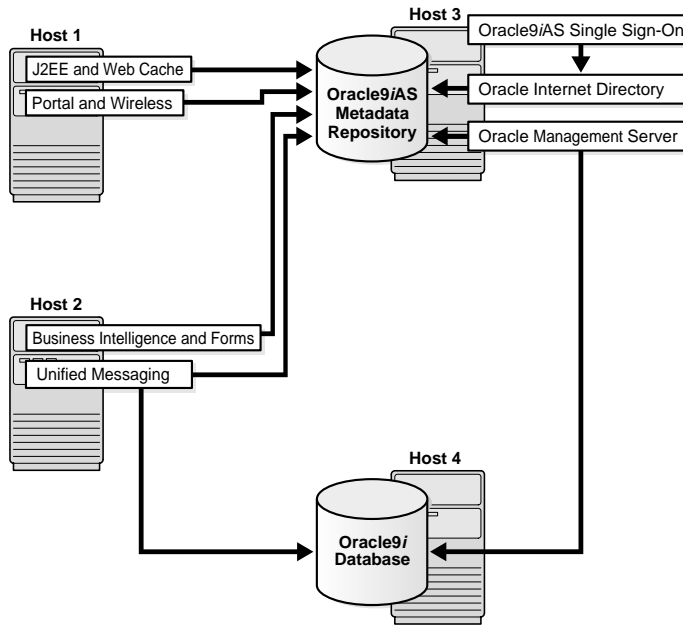 Host 1
J2EE and Web Cache
Portal and Wireless
Host 3
Oracle9iAS
Metadata
Repository
Oracle9iAS Single Sign-On
Oracle Internet Directory
Oracle Management Server
Host 2
Business Intelligence and Forms
Unified Messaging
Host 4
Oracle9i
Database